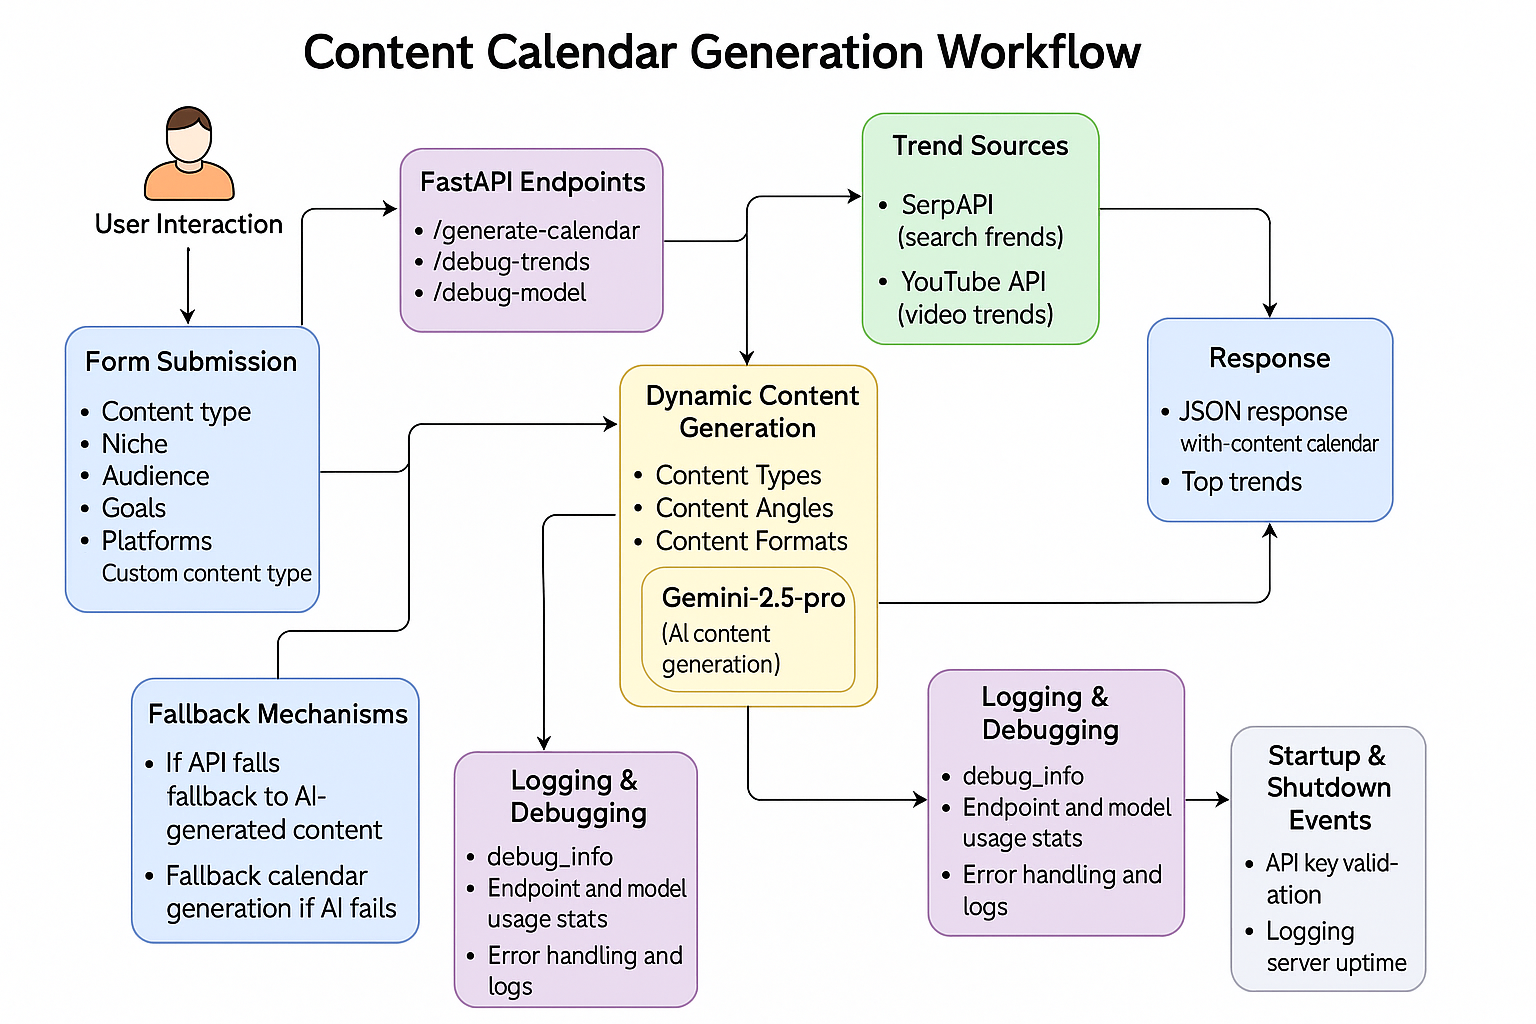 Content Calendar Generation Workflow
User Interaction
FastAPI Endpoints
• /generate-calendar
• /debug-trends
• /debug-model
Trend Sources
• SerpAPI
(search frends)
• YouTube API
(video trends)
Form Submission
• Content type
• Niche
• Audience
• Goals
• Platforms
Custom content type
Dynamic Content
Generation
• Content Types
• Content Angles
• Content Formats
Gemini-2.5-pro
(Al content
generation)
Response
• JSON response
with-content calendar
• Top trends
Fallback Mechanisms
• If API falls
fallback to AI-
generated content
• Fallback calendar
generation if AI fails
Logging &
Debugging
• debug_info
• Endpoint and model
usage stats
• Error handling and
logs
Logging &
Debugging
• debug_info
• Endpoint and model
usage stats
• Error handling and
logs
Startup &
Shutdown
Events
• API key valid-
ation
• Logging
server uptime